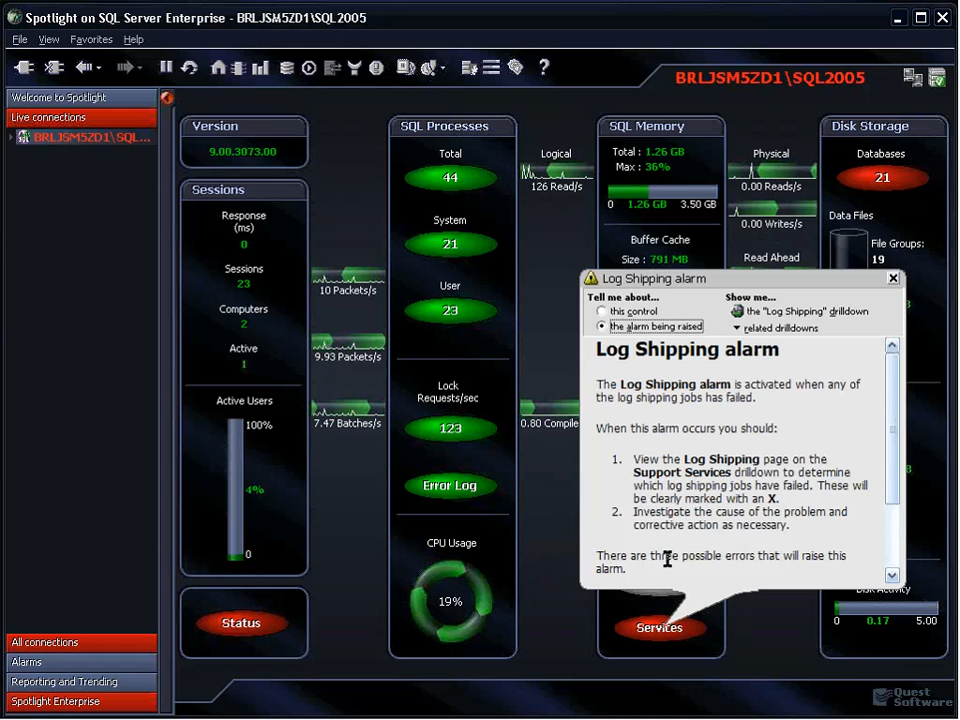 Spotlight on SQL Server Enterprise - BRLJSM5ZD1\SQL2005
File View Favorites Help
BRLJSM5ZD1\SQL2005
Welcome to Spotlight
Live connections
BRLJSM5ZD1\SQL...
Version
9.00.3073.00
Sessions
Response
(ms)
0
Sessions
23
Computers
2
Active
1
Active Users
100%
4%
0
Status
10 Packets/s
9.93 Packets/s
7.47 Batches/s
SQL Processes
Total
44
System
21
User
23
Lock
Requests/sec
123
Error Log
CPU Usage
19%
Logical
126 Read/s
0.80 Compile
SQL Memory
Total : 1.26 GB
Max : 36%
0 1.26 GB 3.50 GB
Buffer Cache
Size : 791 MB
Services
Physical
0.00 Reads/s
0.00 Writes/s
Read Ahead
Disk Storage
Databases
21
Data Files
File Groups:
19
Disk Activity
0 0.17 5.00
Log Shipping alarm
Tell me about...
this control
the alarm being raised
Show me...
the "Log Shipping" drilldown
related drilldowns
Log Shipping alarm
The Log Shipping alarm is activated when any of
the log shipping jobs has failed.
When this alarm occurs you should:
1. View the Log Shipping page on the
Support Services drilldown to determine
which log shipping jobs have failed. These will
be clearly marked with an X.
2. Investigate the cause of the problem and
corrective action as necessary.
There are three possible errors that will raise this
alarm.
All connections
Alarms
Reporting and Trending
Spotlight Enterprise
Quest
Software